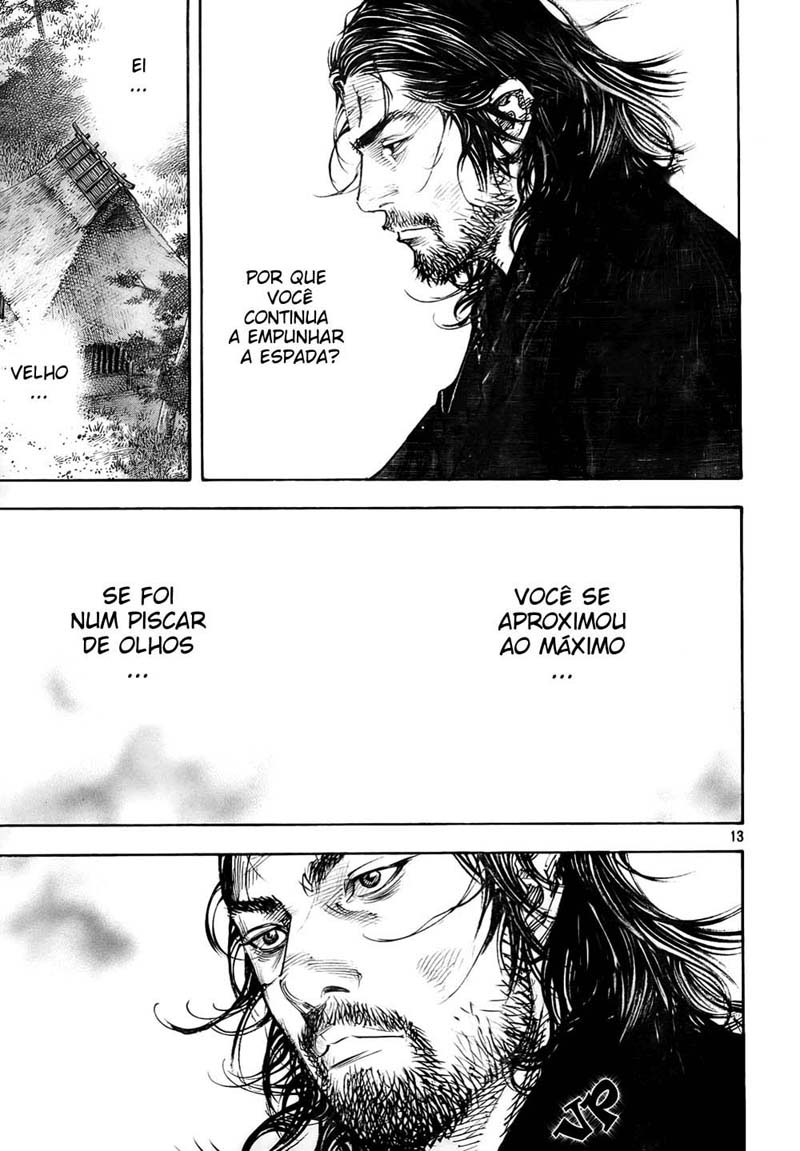 POR QUE
VOCÊ
CONTINUA
A EMPUNHAR
A ESPADA?
EI
...
VELHO
...
VOCÊ SE
APROXIMOU
AO MÁXIMO
...
SE FOI
NUM PISCAR
DE OLHOS
...
13
JP